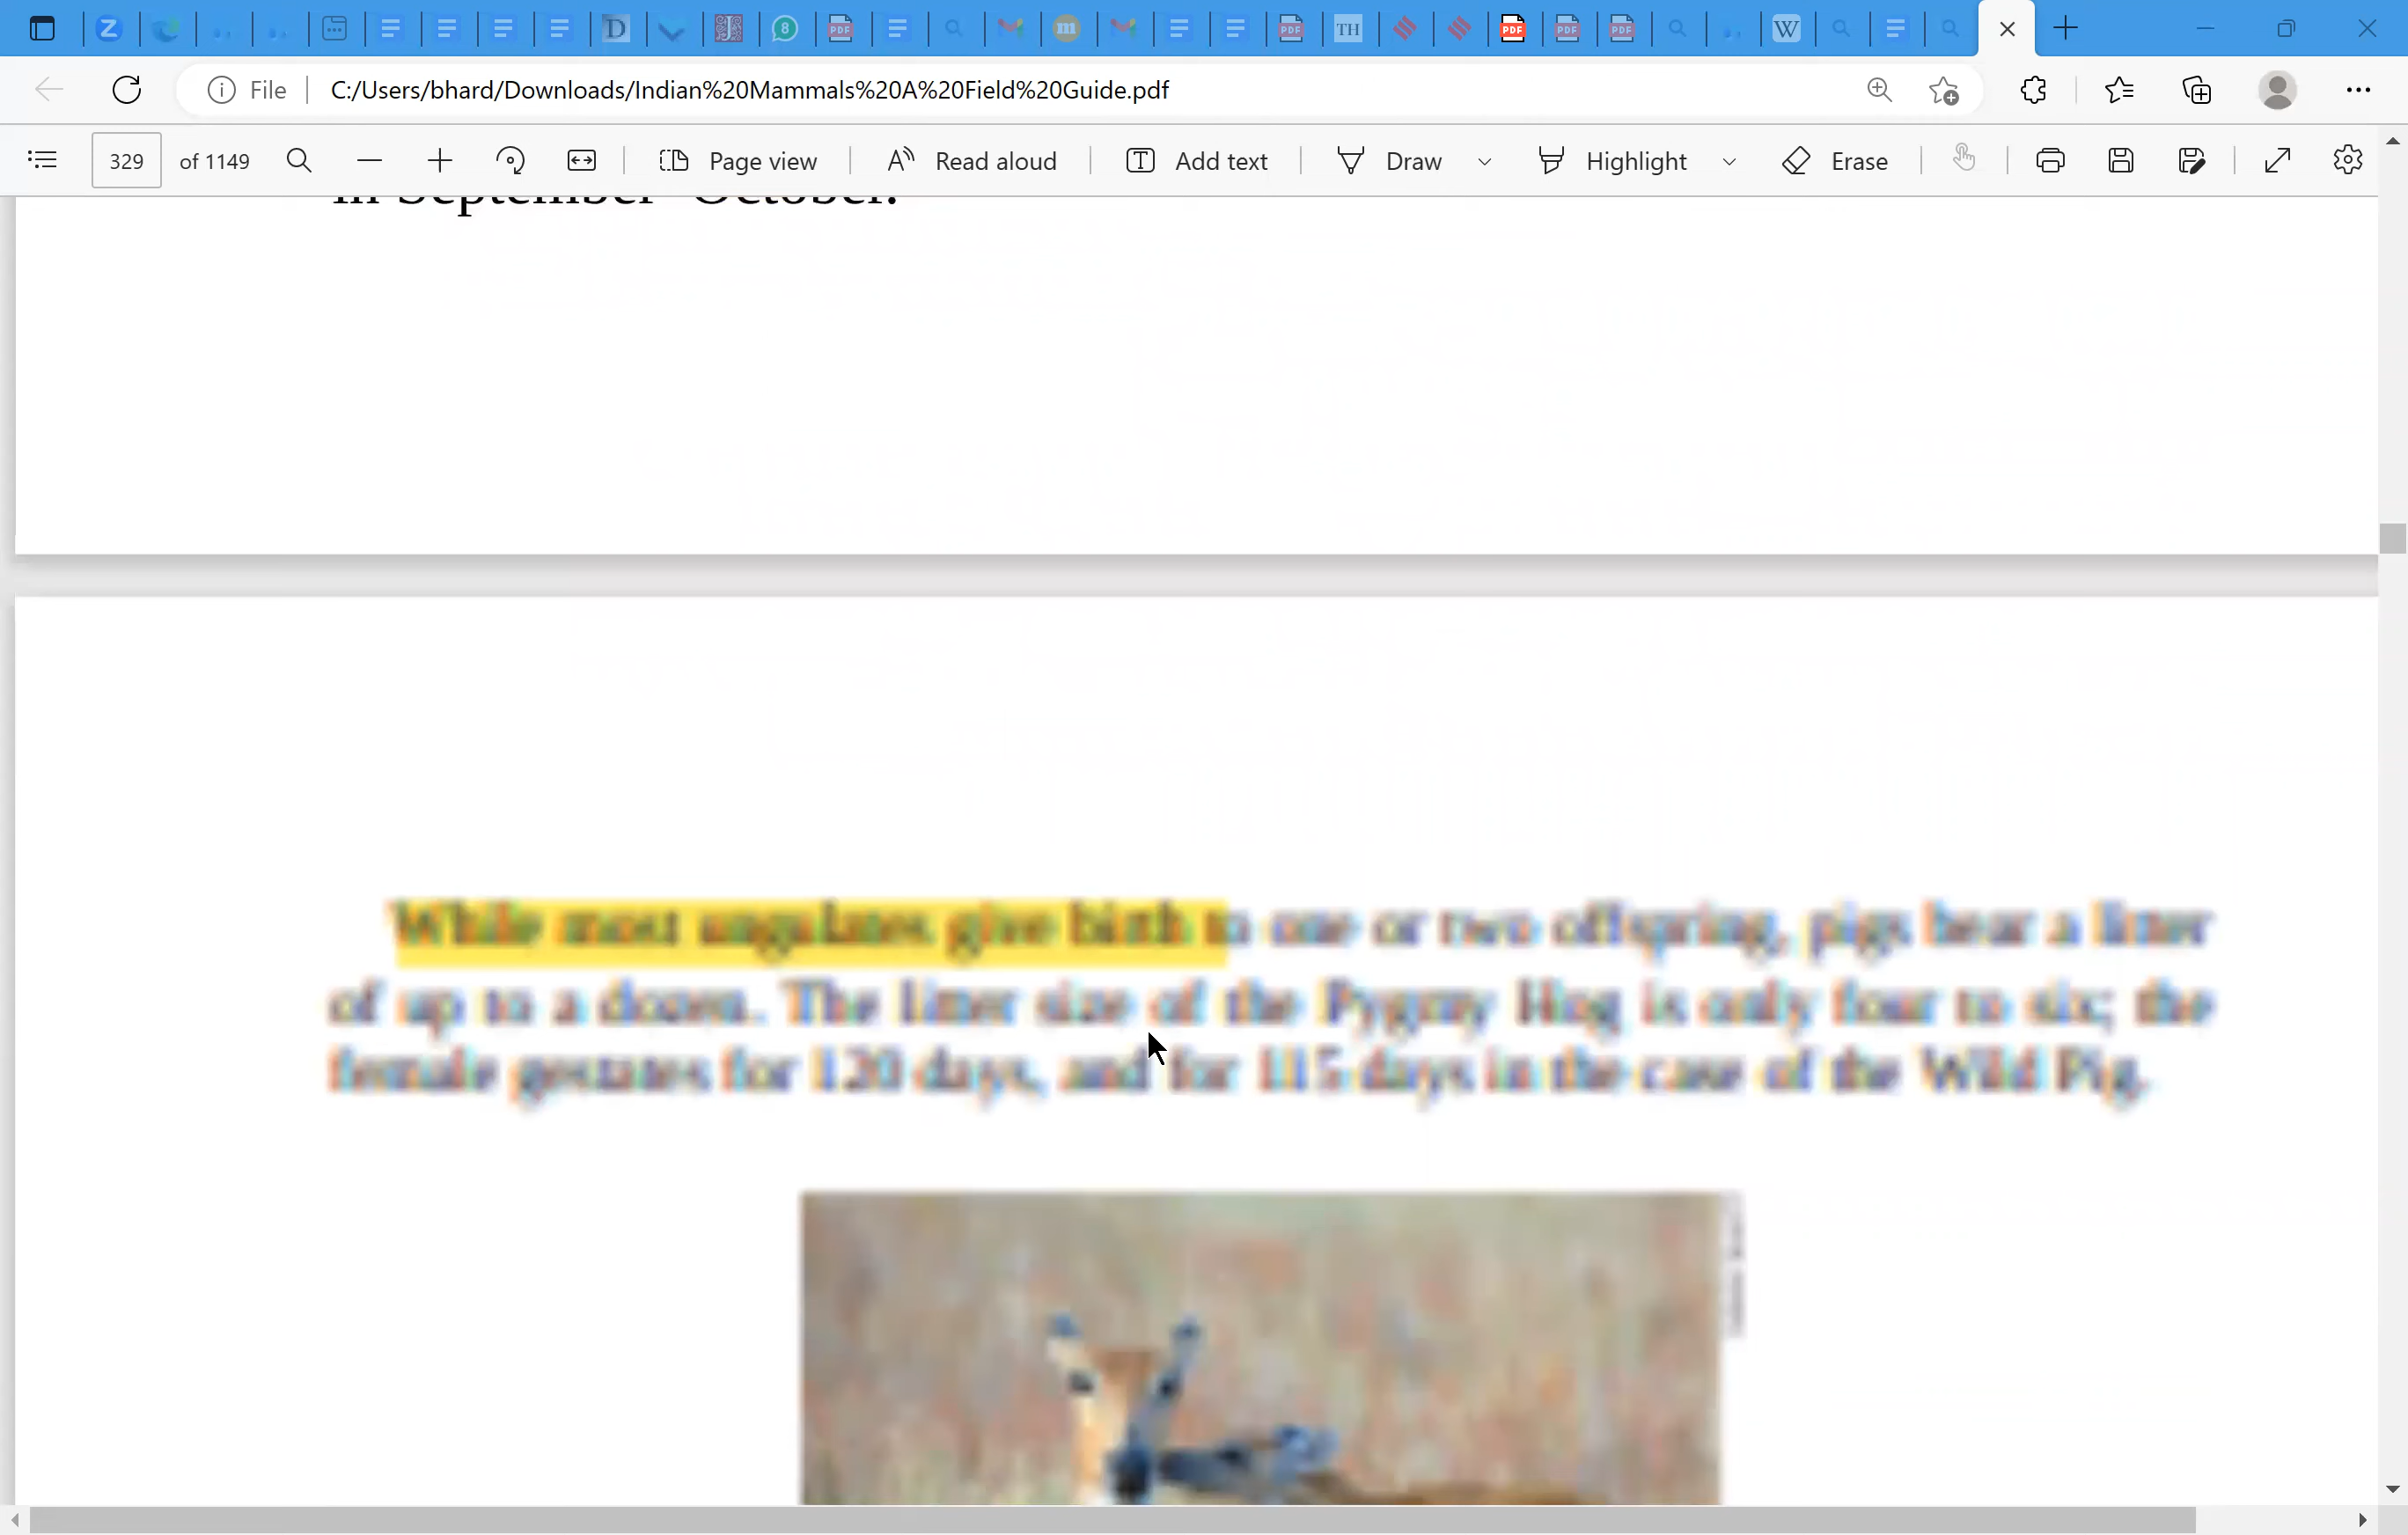 File C:/Users/bhard/Downloads/Indian%20Mammals%20A%20Field%20Guide.pdf
329 of 1149 Page view Read aloud Add text Draw Highlight Erase
in September–October.
While most ungulates give birth to one or two offspring, pigs bear a litter
of up to a dozen. The litter size of the Pygmy Hog is only four to six; the
female gestates for 120 days, and for 115 days in the case of the Wild Pig.